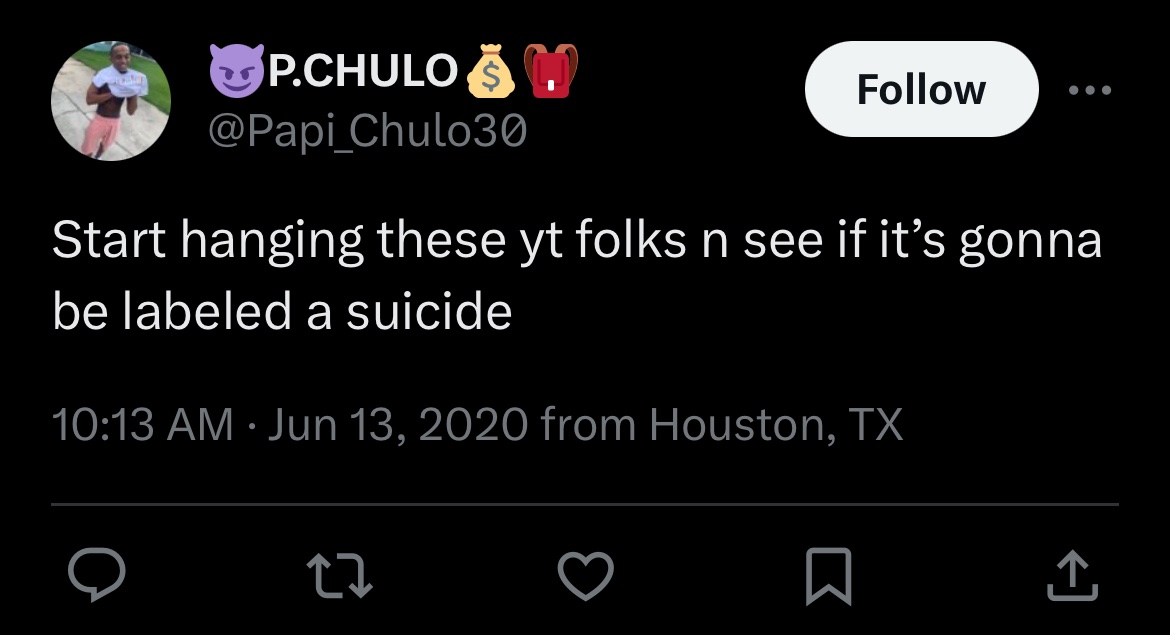 😈P.CHULO💰🎒
@Papi_Chulo30
Follow
Start hanging these yt folks n see if it’s gonna
be labeled a suicide
10:13 AM · Jun 13, 2020 from Houston, TX